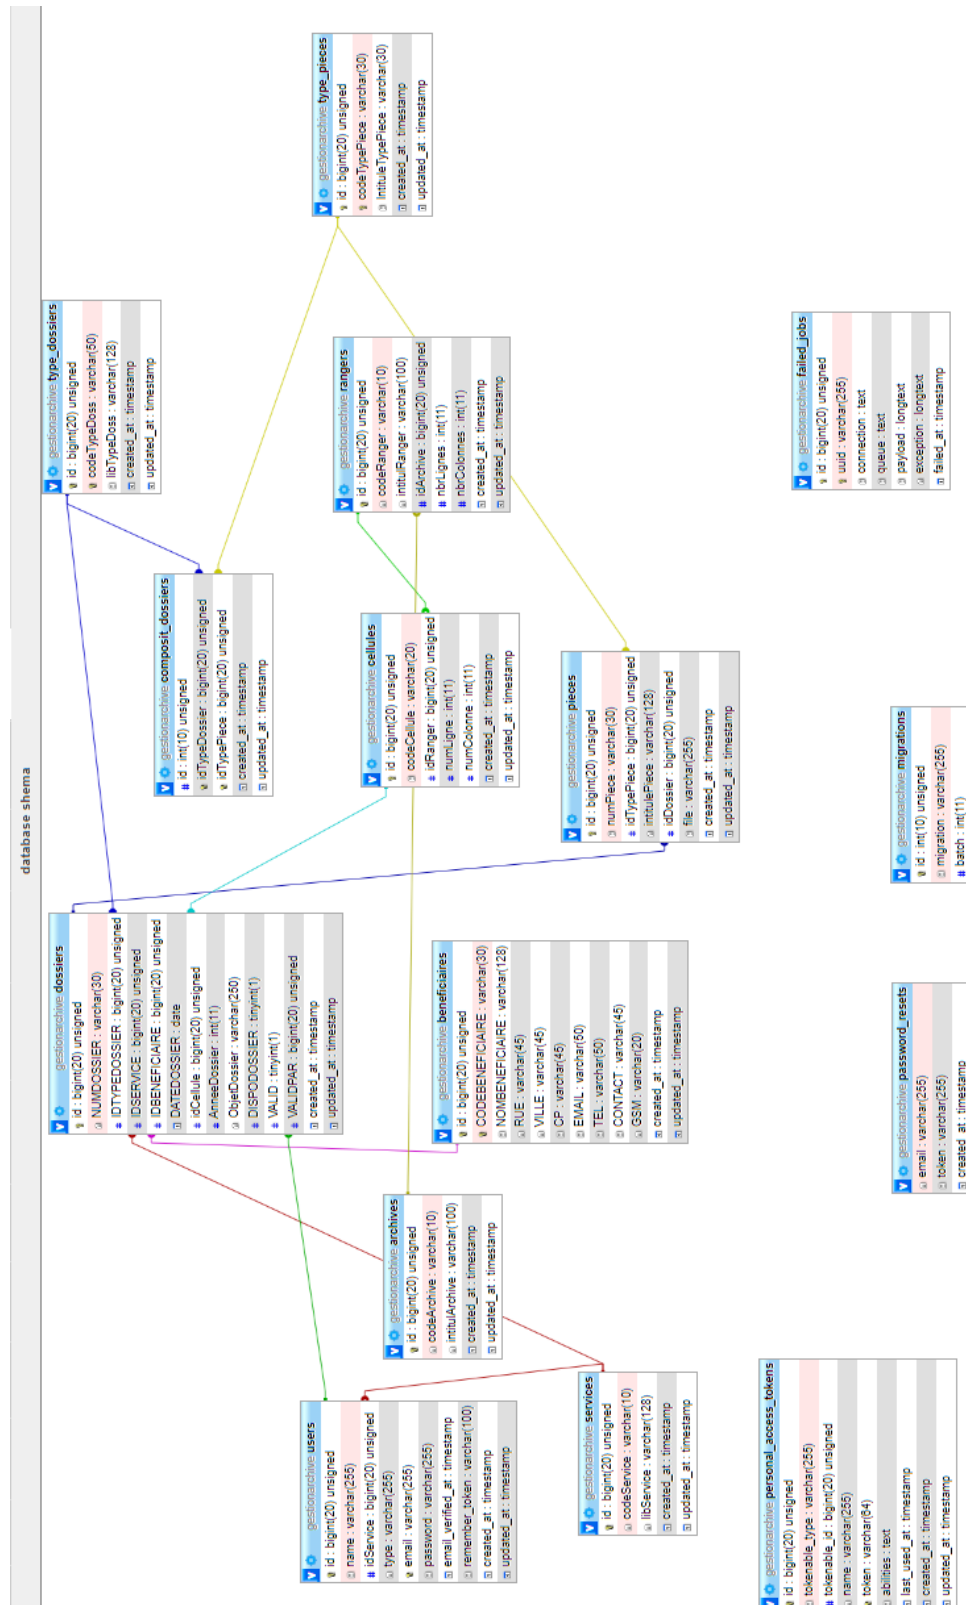 database shema
gestionarchive type_dossiers
id : bigint(20) unsigned
codeTypeDoss : varchar(50)
libTypeDoss : varchar(128)
created_at : timestamp
updated_at : timestamp
gestionarchive type_pieces
id : bigint(20) unsigned
codeTypePiece : varchar(30)
IntituleTypePiece : varchar(30)
created_at : timestamp
updated_at : timestamp
gestionarchive composit_dossiers
id : int(10) unsigned
idTypeDossier : bigint(20) unsigned
idTypePiece : bigint(20) unsigned
created_at : timestamp
updated_at : timestamp
gestionarchive rangers
id : bigint(20) unsigned
codeRanger : varchar(10)
intitulRanger : varchar(100)
idArchive : bigint(20) unsigned
nbrLignes : int(11)
nbrColonnes : int(11)
created_at : timestamp
updated_at : timestamp
gestionarchive failed_jobs
id : bigint(20) unsigned
uuid : varchar(255)
connection : text
queue : text
payload : longtext
exception : longtext
failed_at : timestamp
gestionarchive cellules
id : bigint(20) unsigned
codeCellule : varchar(20)
idRanger : bigint(20) unsigned
numLigne : int(11)
numColonne : int(11)
created_at : timestamp
updated_at : timestamp
gestionarchive pieces
id : bigint(20) unsigned
numPiece : varchar(30)
idTypePiece : bigint(20) unsigned
intitulePiece : varchar(128)
idDossier : bigint(20) unsigned
file : varchar(255)
created_at : timestamp
updated_at : timestamp
gestionarchive migrations
id : int(10) unsigned
migration : varchar(255)
batch : int(11)
gestionarchive dossiers
id : bigint(20) unsigned
NUMDOSSIER : varchar(30)
IDTYPEDOSSIER : bigint(20) unsigned
IDSERVICE : bigint(20) unsigned
IDBENEFICIAIRE : bigint(20) unsigned
DATEDOSSIER : date
idCellule : bigint(20) unsigned
AnneeDossier : int(11)
ObjetDossier : varchar(250)
DISPODOSSIER : tinyint(1)
VALID : tinyint(1)
VALIDPAR : bigint(20) unsigned
created_at : timestamp
updated_at : timestamp
gestionarchive beneficiaires
id : bigint(20) unsigned
CODEBENEFICIAIRE : varchar(30)
NOMBENEFICIAIRE : varchar(128)
RUE : varchar(45)
VILLE : varchar(45)
CP : varchar(45)
EMAIL : varchar(50)
TEL : varchar(50)
CONTACT : varchar(45)
GSM : varchar(20)
created_at : timestamp
updated_at : timestamp
gestionarchive password_resets
email : varchar(255)
token : varchar(255)
created_at : timestamp
gestionarchive archives
id : bigint(20) unsigned
codeArchive : varchar(10)
intitulArchive : varchar(100)
created_at : timestamp
updated_at : timestamp
gestionarchive users
id : bigint(20) unsigned
name : varchar(255)
idService : bigint(20) unsigned
type : varchar(255)
email : varchar(255)
password : varchar(255)
email_verified_at : timestamp
remember_token : varchar(100)
created_at : timestamp
updated_at : timestamp
gestionarchive services
id : bigint(20) unsigned
codeService : varchar(10)
libService : varchar(128)
created_at : timestamp
updated_at : timestamp
gestionarchive personal_access_tokens
id : bigint(20) unsigned
tokenable_type : varchar(255)
tokenable_id : bigint(20) unsigned
name : varchar(255)
token : varchar(64)
abilities : text
last_used_at : timestamp
created_at : timestamp
updated_at : timestamp